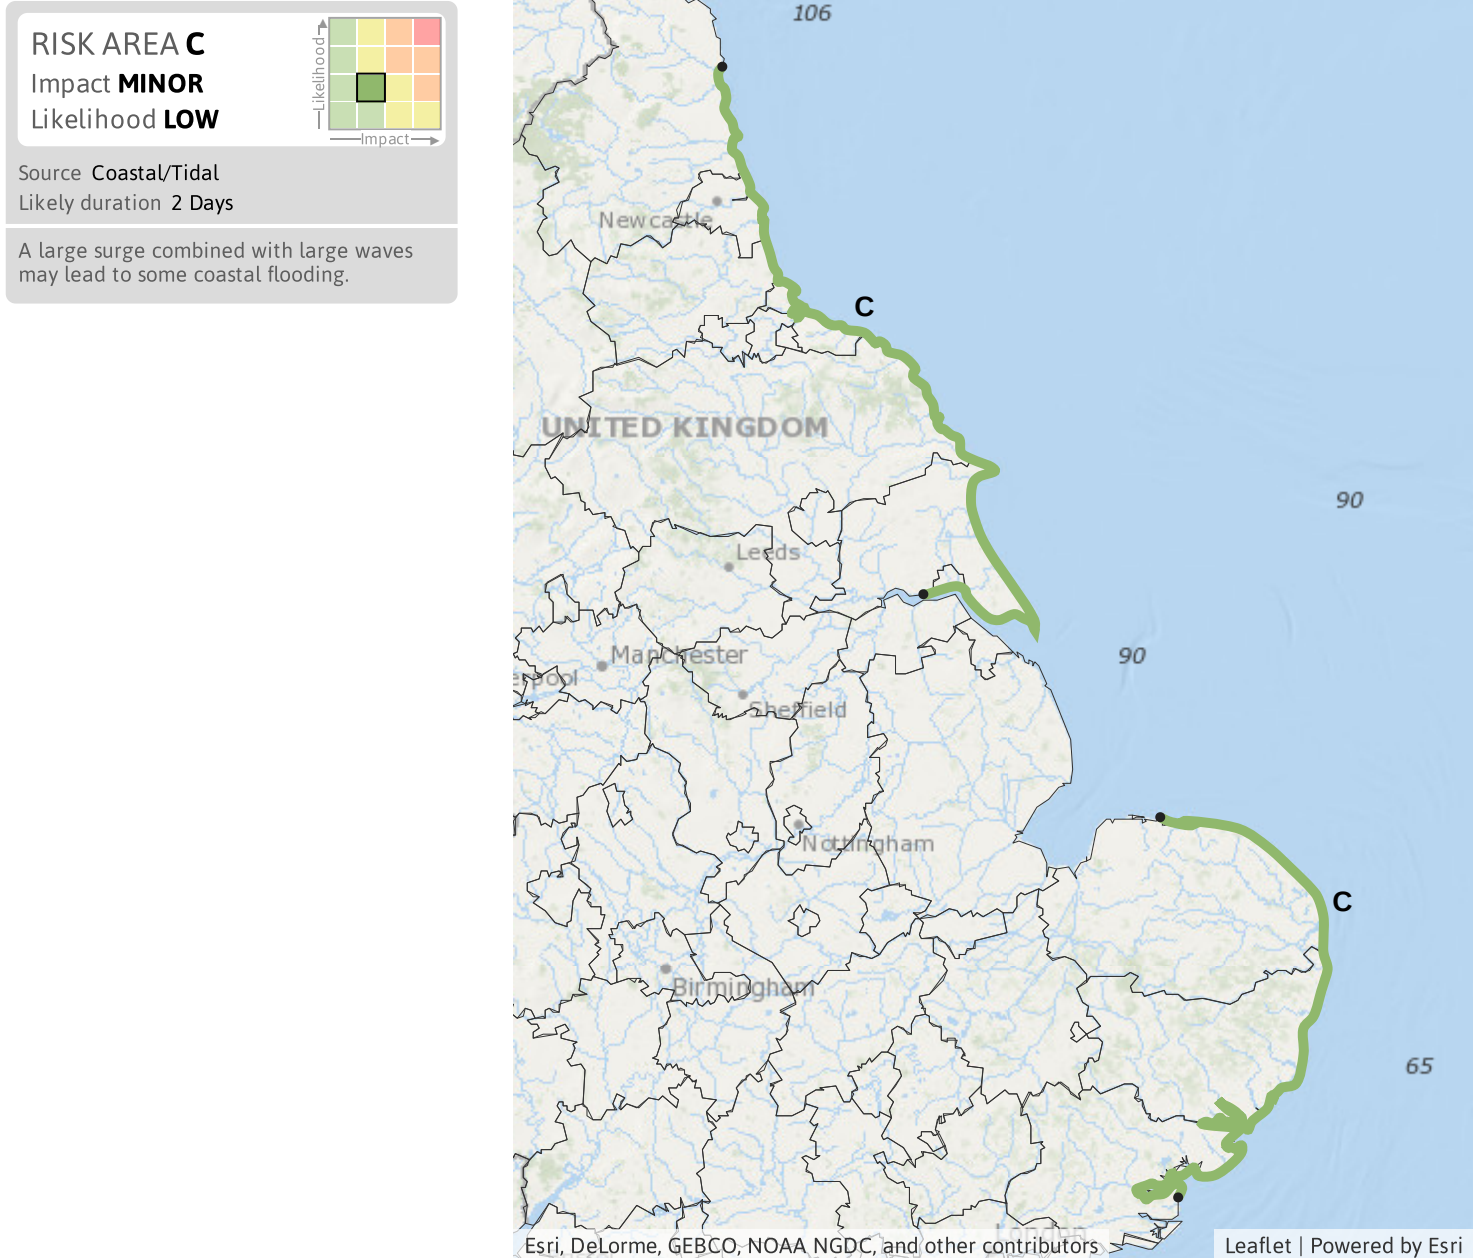 RISK AREA C
Impact MINOR
Likelihood LOW
Likelihood
Impact
Source Coastal/Tidal
Likely duration 2 Days
A large surge combined with large waves
may lead to some coastal flooding.
106
Newcastle
C
UNITED KINGDOM
90
Leeds
90
Manchester
erpool
Sheffield
Nottingham
C
Birmingham
65
London
Esri, DeLorme, GEBCO, NOAA NGDC, and other contributors
Leaflet | Powered by Esri